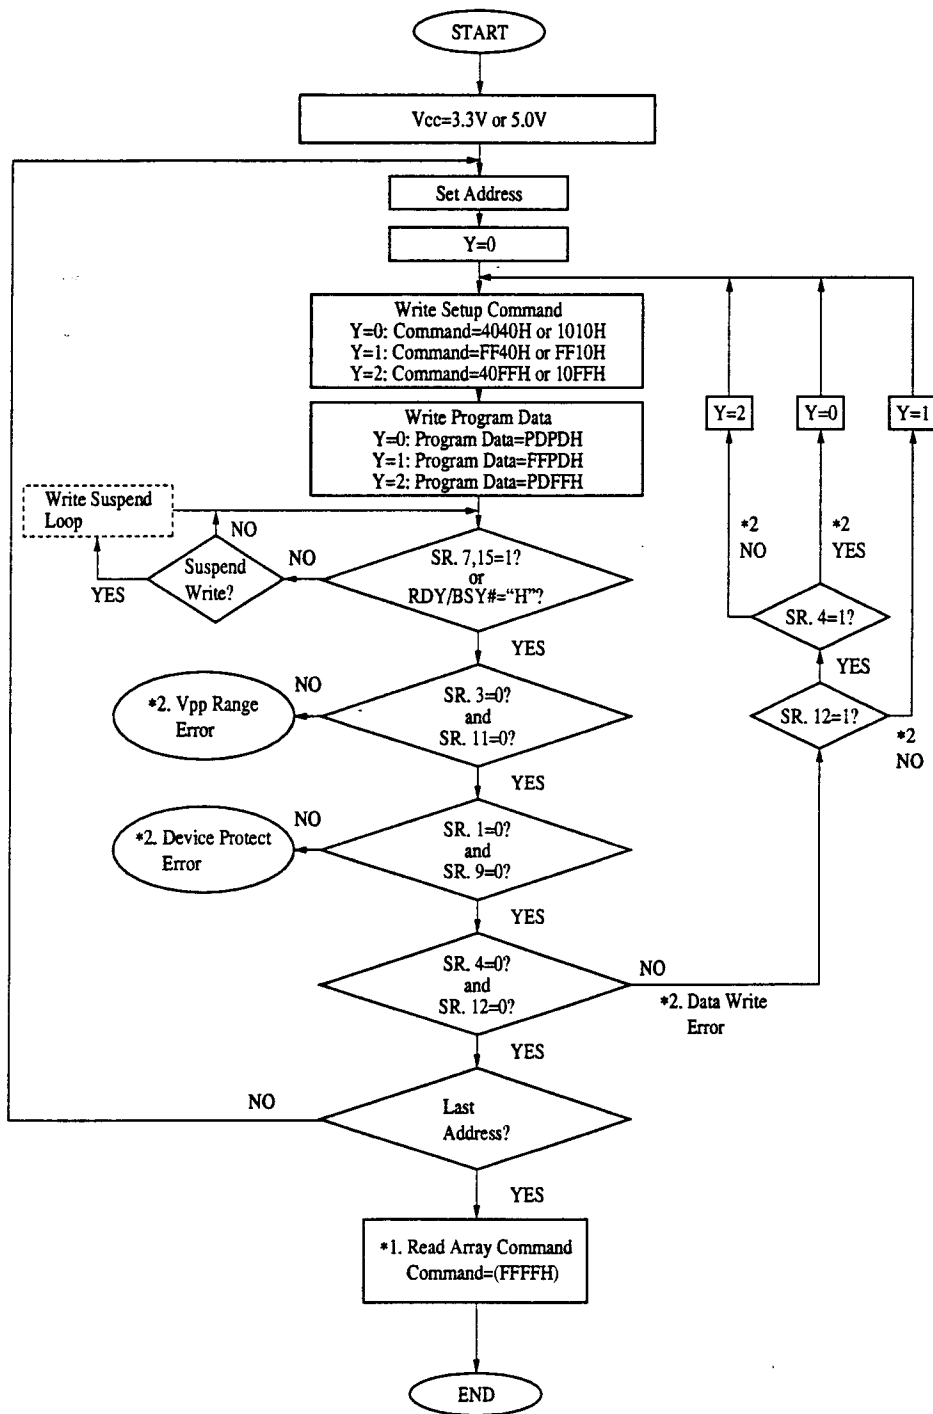 START
Vcc=3.3V or 5.0V
Set Address
Y=0
Write Setup Command
Y=0: Command=4040H or 1010H
Y=1: Command=FF40H or FF10H
Y=2: Command=40FFH or 10FFH
Y=2
Y=0
Y=1
Write Program Data
Y=0: Program Data=PDPDH
Y=1: Program Data=FFPDH
Y=2: Program Data=PDFFH
Write Suspend
Loop
NO
YES
Suspend
Write?
NO
SR. 7,15=1?
or
RDY/BSY#="H"?
YES
*2
NO
*2
YES
SR. 4=1?
YES
SR. 12=1?
*2
NO
*2. Vpp Range
Error
NO
SR. 3=0?
and
SR. 11=0?
YES
*2. Device Protect
Error
NO
SR. 1=0?
and
SR. 9=0?
YES
SR. 4=0?
and
SR. 12=0?
NO
*2. Data Write
Error
YES
NO
Last
Address?
YES
*1. Read Array Command
Command=(FFFFH)
END